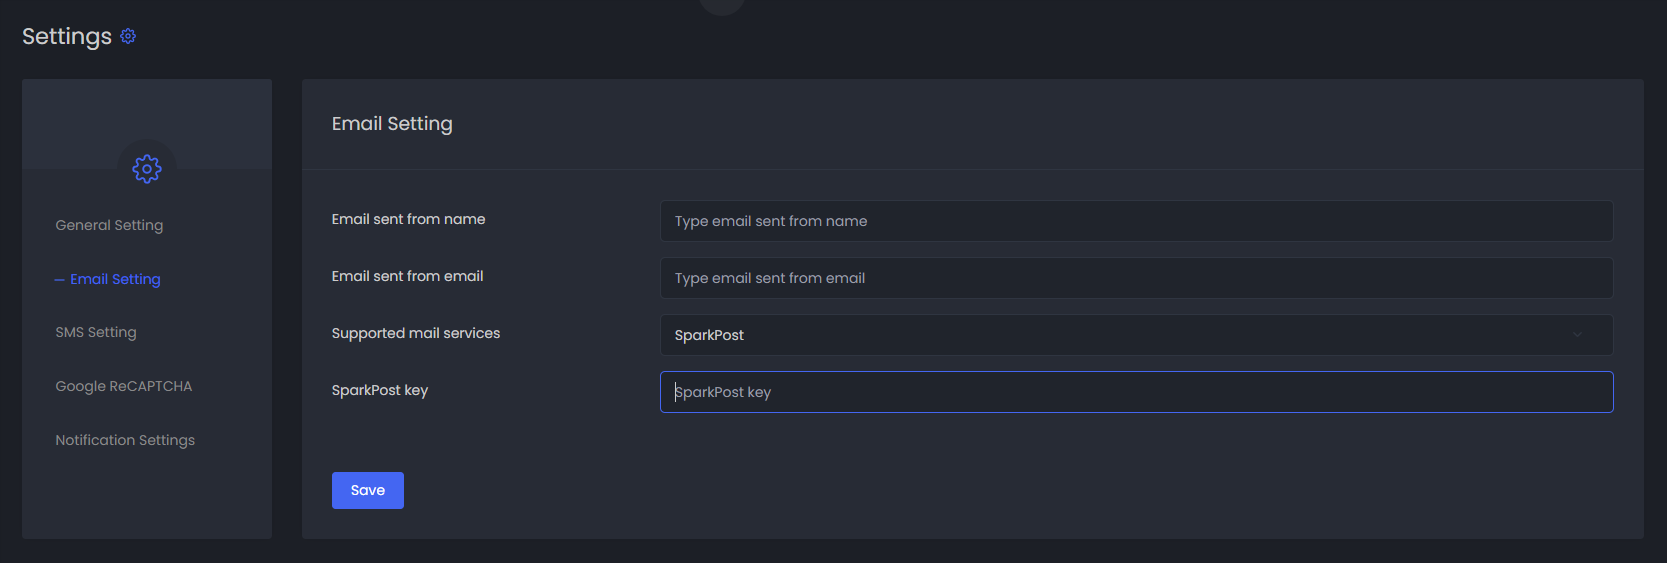 Settings
General Setting
Email Setting
SMS Setting
Google ReCAPTCHA
Notification Settings
Email Setting
Email sent from name
Type email sent from name
Email sent from email
Type email sent from email
Supported mail services
SparkPost
SparkPost key
SparkPost key
Save